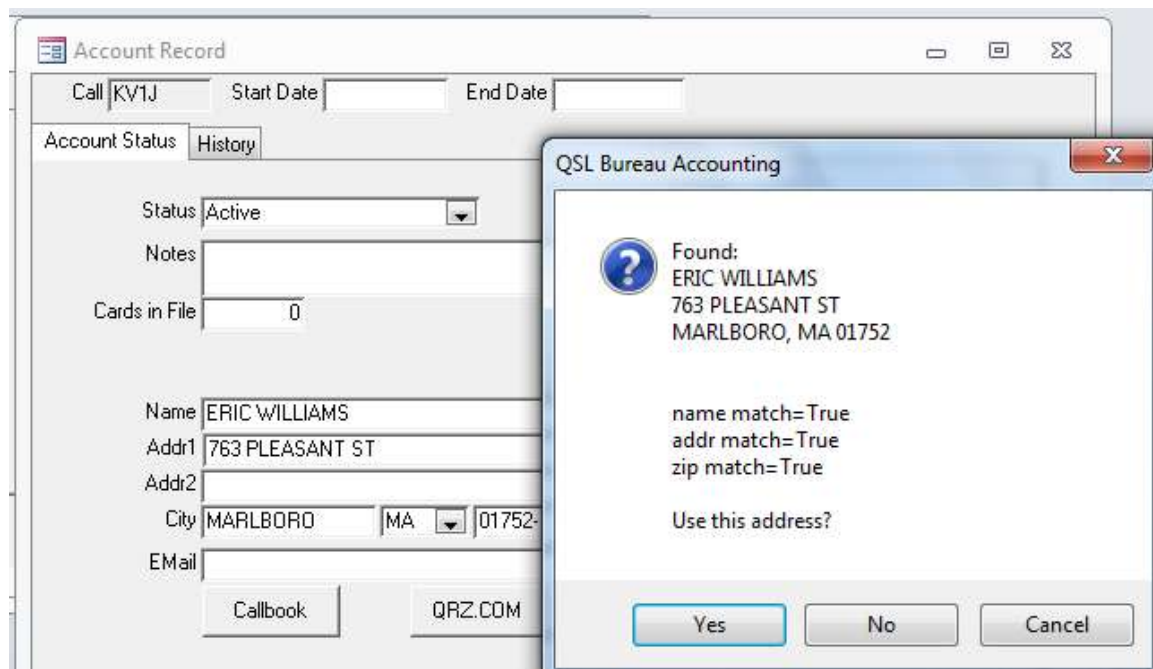 Account Record
Call KV1J Start Date End Date
Account Status History
Status Active
Notes
Cards in File 0
Name ERIC WILLIAMS
Addr1 763 PLEASANT ST
Addr2
City MARLBORO MA 01752-
EMail
Callbook QRZ.COM
QSL Bureau Accounting
Found:
ERIC WILLIAMS
763 PLEASANT ST
MARLBORO, MA 01752
name match=True
addr match=True
zip match=True
Use this address?
Yes No Cancel